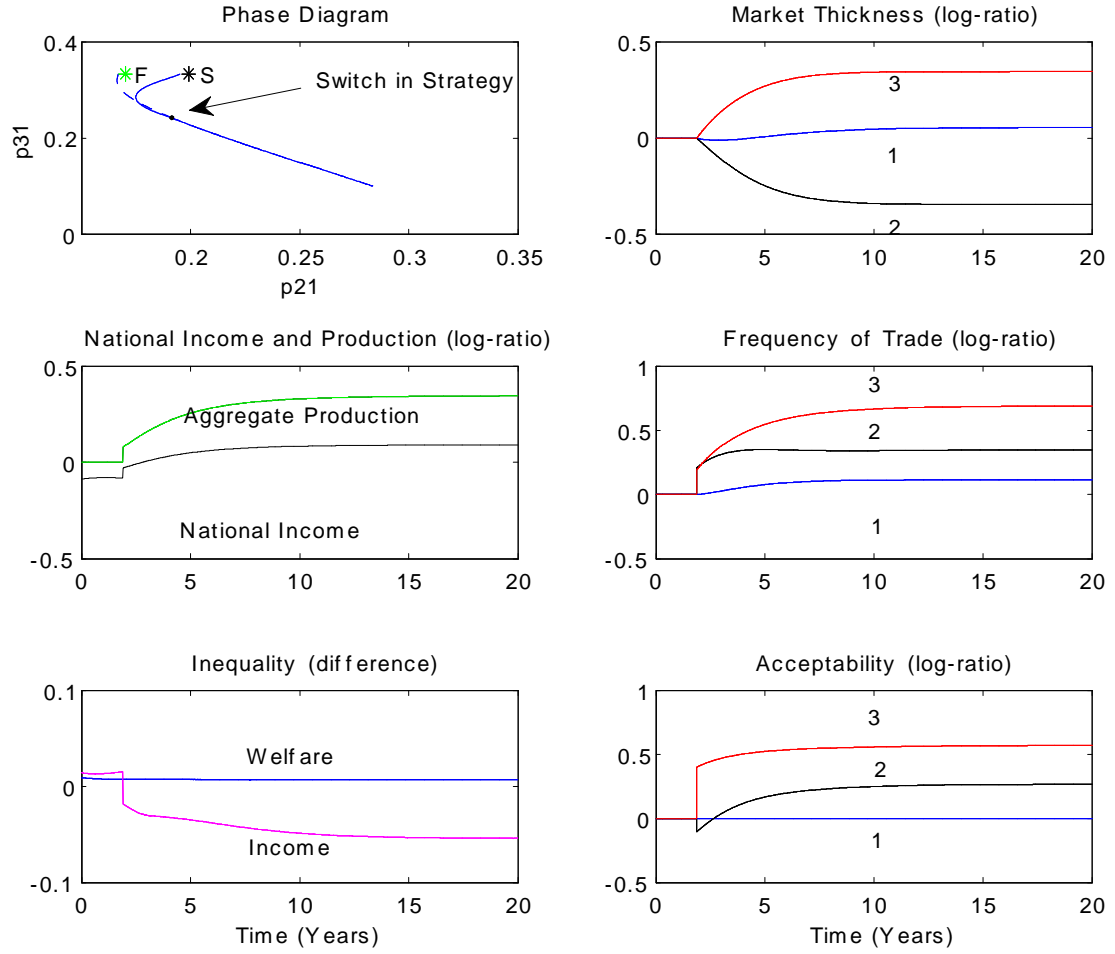 Phase Diagram
0.4
0.2
0
p31
F
S
Switch in Strategy
0.2
0.25
0.3
0.35
p21
Market Thickness (log-ratio)
0.5
0
-0.5
3
1
2
0 5 10 15 20
National Income and Production (log-ratio)
0.5
0
-0.5
Aggregate Production
National Income
0 5 10 15 20
Frequency of Trade (log-ratio)
1
0.5
0
-0.5
3
2
1
0 5 10 15 20
Inequality (difference)
0.1
0
-0.1
Welfare
Income
0 5 10 15 20
Time (Years)
Acceptability (log-ratio)
1
0.5
0
-0.5
3
2
1
0 5 10 15 20
Time (Years)